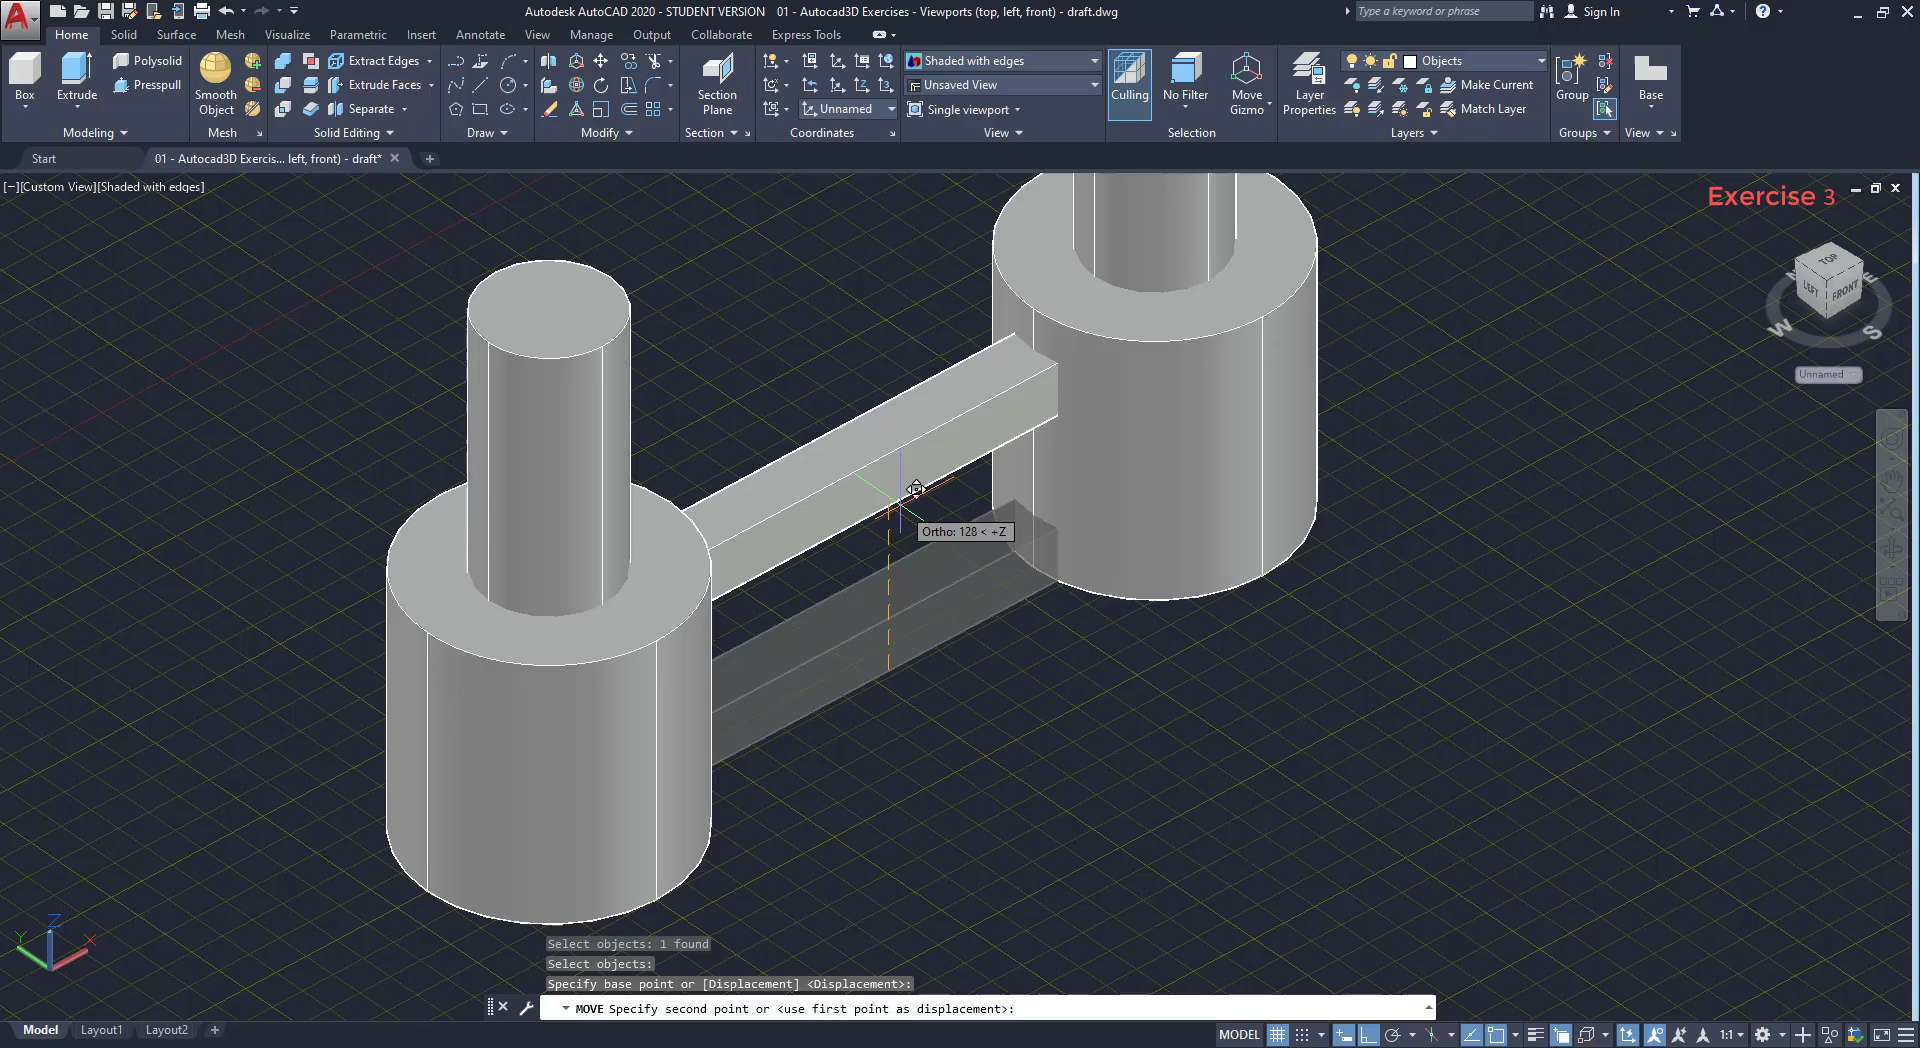 Autodesk AutoCAD 2020 - STUDENT VERSION 01 - Autocad3D Exercises - Viewports (top, left, front) - draft.dwg
Type a keyword or phrase
Sign In
Home Solid Surface Mesh Visualize Parametric Insert Annotate View Manage Output Collaborate Express Tools
Box
Extrude
Polysolid
Presspull
Modeling
Smooth
Object
Mesh
Extract Edges
Extrude Faces
Separate
Solid Editing
Draw
Modify
Section
Plane
Section
Unnamed
Coordinates
Shaded with edges
Unsaved View
Single viewport
View
Culling
No Filter
Move
Gizmo
Selection
Layer
Properties
Objects
Make Current
Match Layer
Layers
Group
Groups
Base
View
Start
01 - Autocad3D Exercis... left, front) - draft*
[−][Custom View][Shaded with edges]
Exercise 3
TOP
LEFT
FRONT
E
W
S
Unnamed
Ortho: 128 < +Z
Z
Y
X
Select objects: 1 found
Select objects:
Specify base point or [Displacement] <Displacement>:
MOVE Specify second point or <use first point as displacement>:
Model Layout1 Layout2
MODEL
1:1